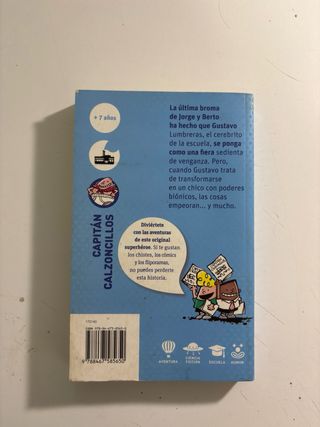 + 7 años
CAPITÁN
CALZONCILLOS
La última broma
de Jorge y Berto
ha hecho que Gustavo
Lumbreras, el cerebrito
de la escuela, se ponga
como una fiera sedienta
de venganza. Pero,
cuando Gustavo trata
de transformarse
en un chico con poderes
biónicos, las cosas
empeoran... y mucho.
Diviértete
con las aventuras
de este original
superhéroe. Si te gustan
los chistes, los cómics
y los fliporamas,
no puedes perderte
esta historia.
9 788467 585650
AVENTURA
CIENCIA
FICCIÓN
ESCUELA
HUMOR